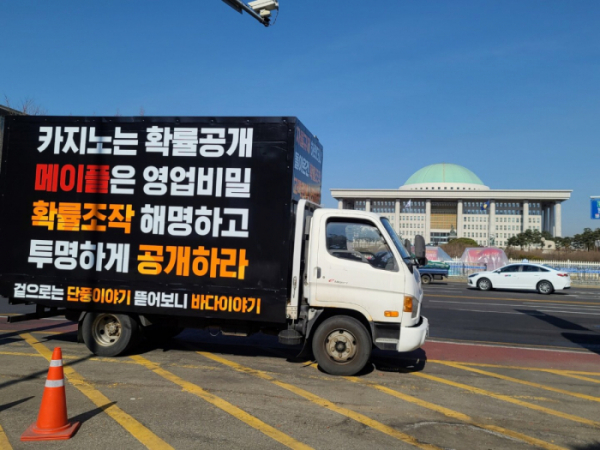 카지노는 확률공개
메이플은 영업비밀
확률조작 해명하고
투명하게 공개하라
겉으로는 단풍이야기 뜯어보니 바다이야기